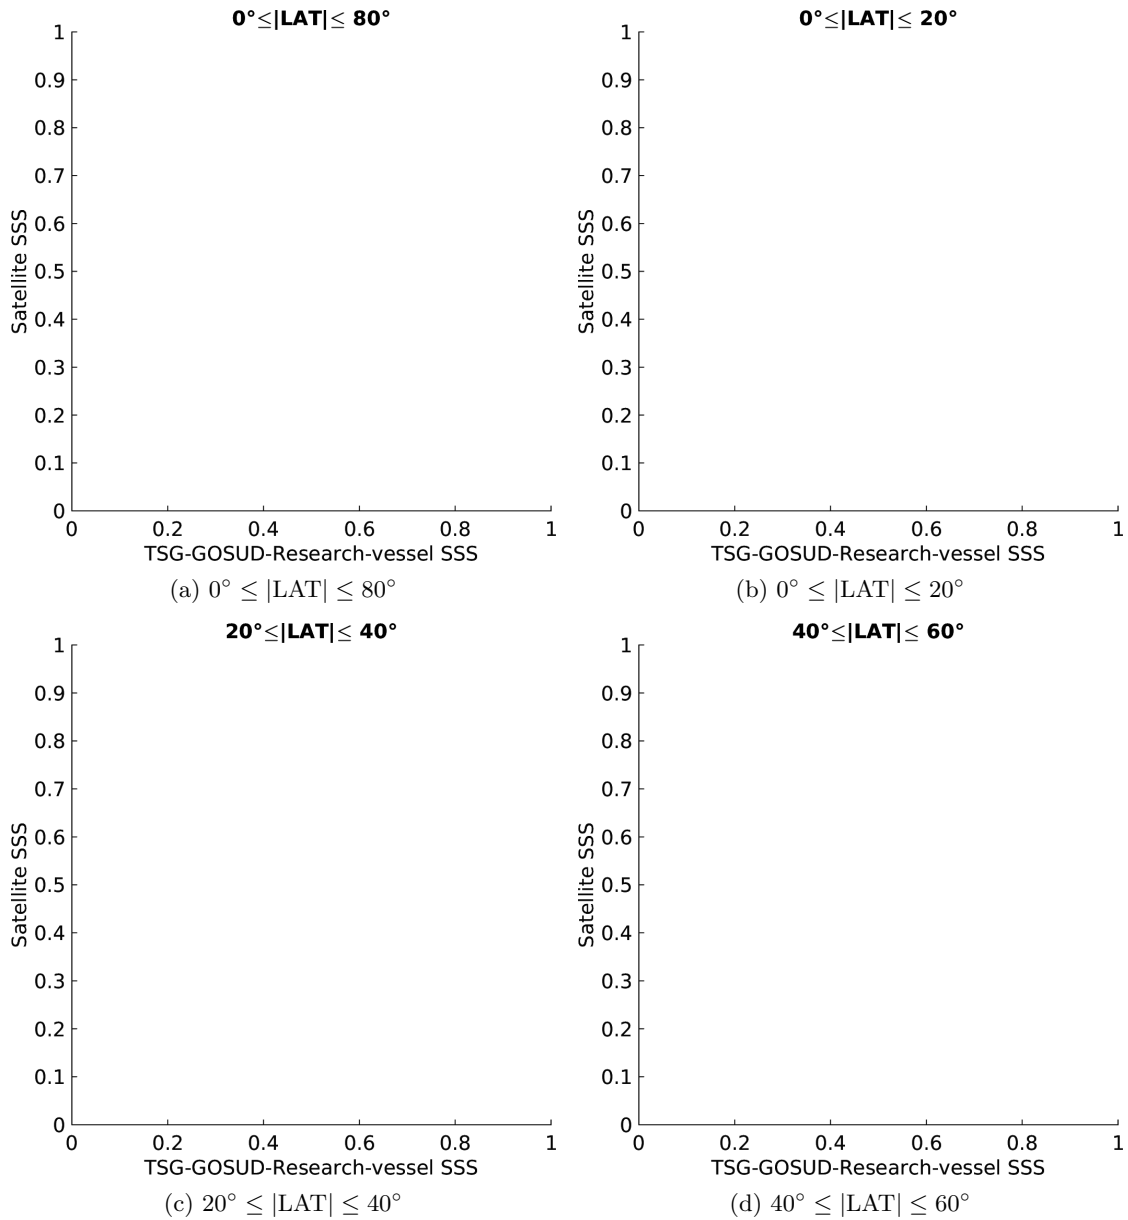 0°≤|LAT|≤ 80°
1
0.9
0.8
0.7
0.6
0.5
0.4
0.3
0.2
0.1
0
Satellite SSS
0 0.2 0.4 0.6 0.8 1
TSG-GOSUD-Research-vessel SSS
(a) 0° ≤ |LAT| ≤ 80°
0°≤|LAT|≤ 20°
1
0.9
0.8
0.7
0.6
0.5
0.4
0.3
0.2
0.1
0
Satellite SSS
0 0.2 0.4 0.6 0.8 1
TSG-GOSUD-Research-vessel SSS
(b) 0° ≤ |LAT| ≤ 20°
20°≤|LAT|≤ 40°
1
0.9
0.8
0.7
0.6
0.5
0.4
0.3
0.2
0.1
0
Satellite SSS
0 0.2 0.4 0.6 0.8 1
TSG-GOSUD-Research-vessel SSS
(c) 20° ≤ |LAT| ≤ 40°
40°≤|LAT|≤ 60°
1
0.9
0.8
0.7
0.6
0.5
0.4
0.3
0.2
0.1
0
Satellite SSS
0 0.2 0.4 0.6 0.8 1
TSG-GOSUD-Research-vessel SSS
(d) 40° ≤ |LAT| ≤ 60°